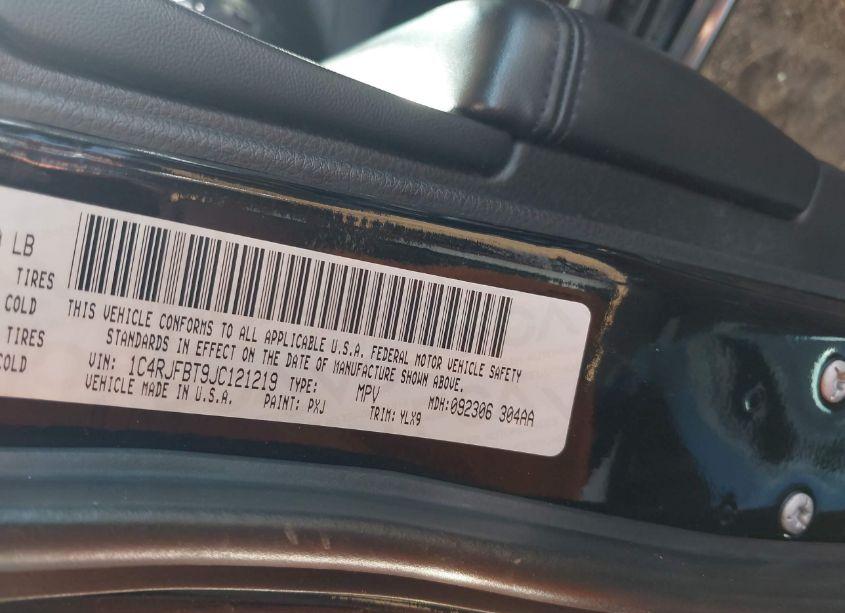 LB
TIRES
COLD
TIRES
COLD
THIS VEHICLE CONFORMS TO ALL APPLICABLE U.S.A. FEDERAL MOTOR VEHICLE SAFETY
STANDARDS IN EFFECT ON THE DATE OF MANUFACTURE SHOWN ABOVE.
VIN: 1C4RJFBT9JC121219 TYPE: MPV MDH:092306 304AA
VEHICLE MADE IN U.S.A. PAINT: PXJ TRIM: YLX9